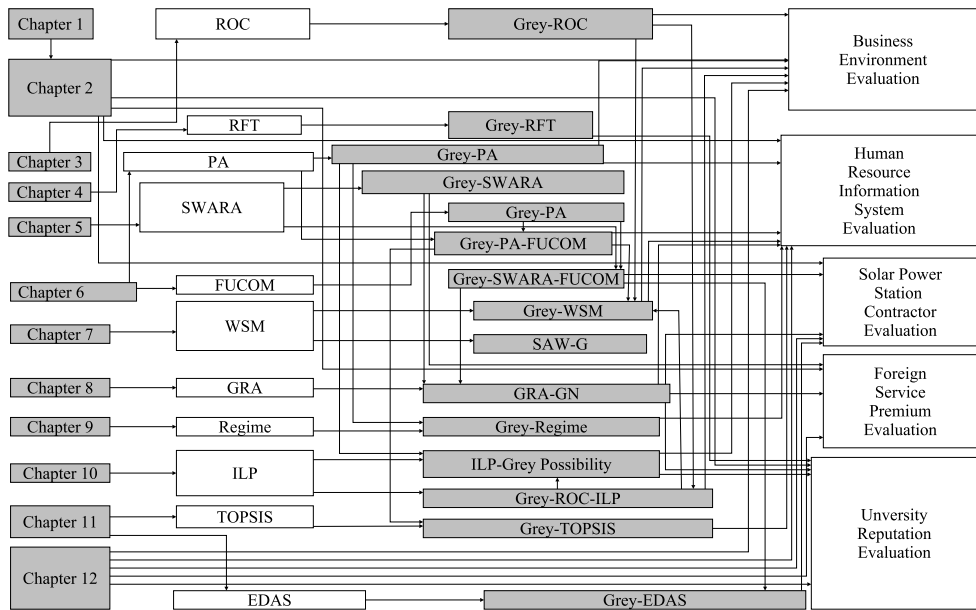 Chapter 1
Chapter 2
Chapter 3
Chapter 4
Chapter 5
Chapter 6
Chapter 7
Chapter 8
Chapter 9
Chapter 10
Chapter 11
Chapter 12
ROC
RFT
PA
SWARA
FUCOM
WSM
GRA
Regime
ILP
TOPSIS
EDAS
Grey-ROC
Grey-RFT
Grey-PA
Grey-SWARA
Grey-PA
Grey-PA-FUCOM
Grey-SWARA-FUCOM
Grey-WSM
SAW-G
GRA-GN
Grey-Regime
ILP-Grey Possibility
Grey-ROC-ILP
Grey-TOPSIS
Grey-EDAS
Business
Environment
Evaluation
Human
Resource
Information
System
Evaluation
Solar Power
Station
Contractor
Evaluation
Foreign
Service
Premium
Evaluation
Unversity
Reputation
Evaluation